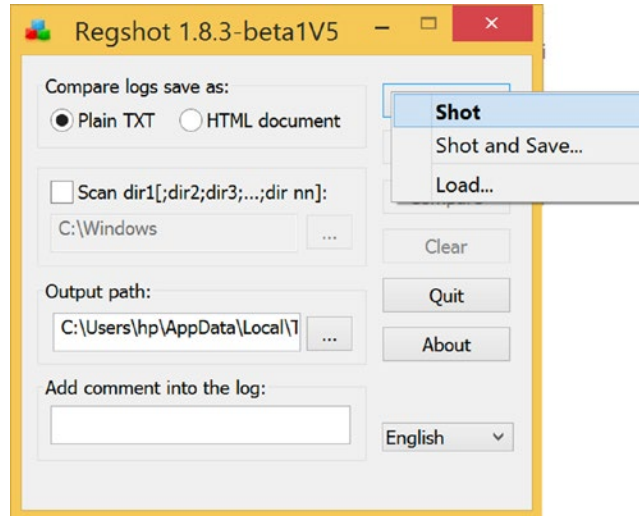 Regshot 1.8.3-beta1V5
Compare logs save as:
Plain TXT HTML document
Shot
Shot and Save...
Load...
Scan dir1[;dir2;dir3;...;dir nn]:
C:\Windows
...
Clear
Output path:
Quit
C:\Users\hp\AppData\Local\T
...
About
Add comment into the log:
English